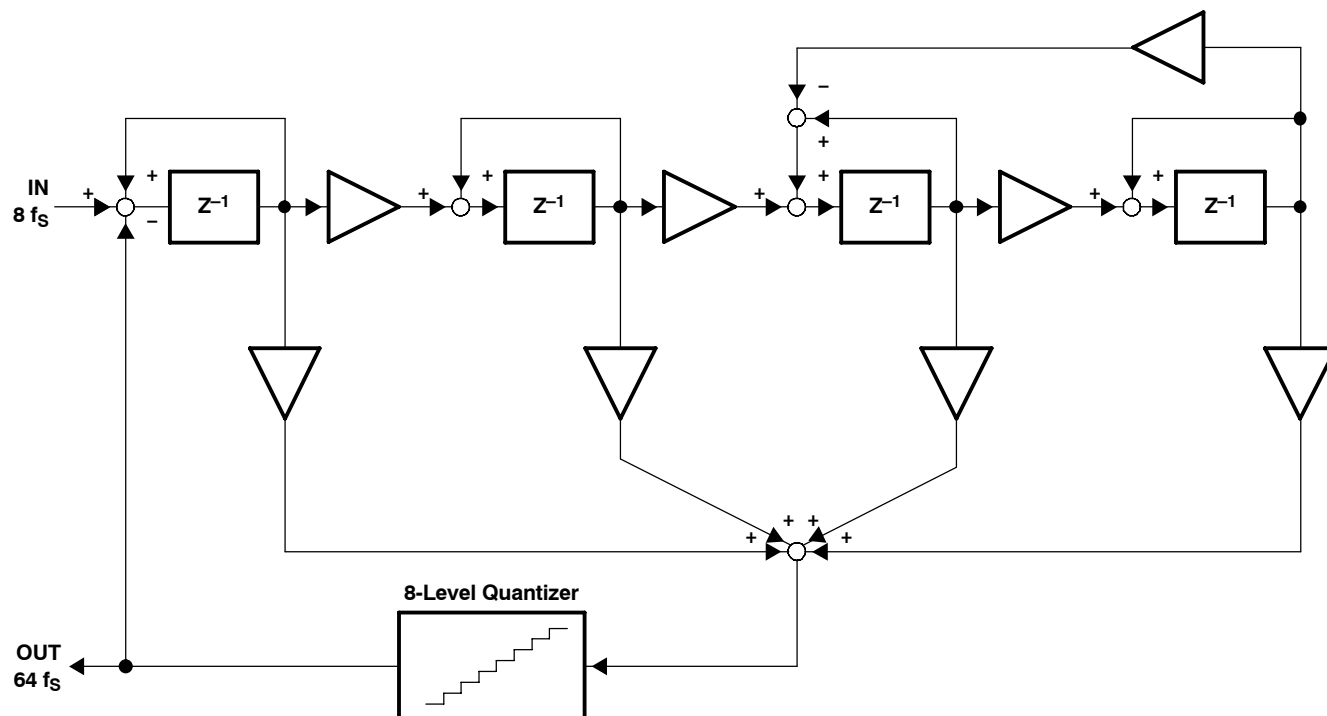 −
+
+
+
+
+
+
+
+
+
IN
8 fS
Z−1
Z−1
Z−1
Z−1
−
+
+
+
+
8-Level Quantizer
OUT
64 fS